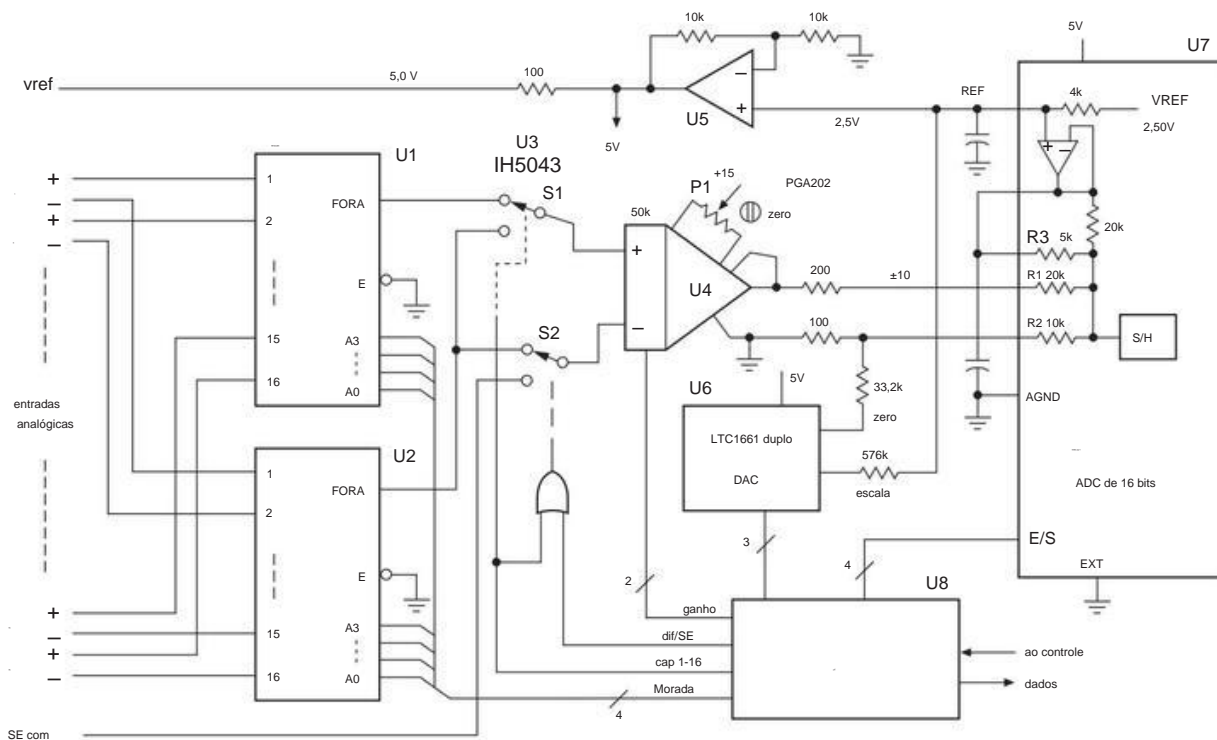 10k
10k
5V
U7
vref
5,0 V
100
U5
2,5V
REF
4k
VREF
2,50V
5V
U3
IH5043
U1
S1
+15
P1
PGA202
zero
50k
1
2
FORA
E
15
16
A3
A0
U4
200
±10
R3 5k
20k
R1 20k
R2 10k
S/H
S2
100
33,2k
zero
5V
U6
LTC1661 duplo
DAC
576k
escala
AGND
ADC de 16 bits
E/S
EXT
entradas
analógicas
U2
1
2
FORA
E
15
16
A3
A0
2
3
4
U8
ganho
dif/SE
cap 1-16
Morada
4
ao controle
dados
SE com
+
−
+
−
+
−
+
−
+
−
+
−
+
−